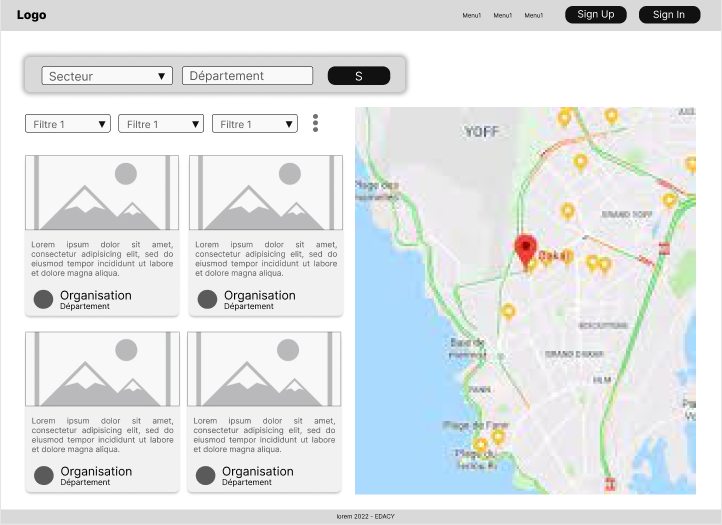 Logo
Menu1 Menu1 Menu1 Sign Up Sign In
Secteur Département S
Filtre 1 Filtre 1 Filtre 1
Lorem ipsum dolor sit amet,
consectetur adipisicing elit, sed do
eiusmod tempor incididunt ut labore
et dolore magna aliqua.
Organisation
Département
Lorem ipsum dolor sit amet,
consectetur adipisicing elit, sed do
eiusmod tempor incididunt ut labore
et dolore magna aliqua.
Organisation
Département
Lorem ipsum dolor sit amet,
consectetur adipisicing elit, sed do
eiusmod tempor incididunt ut labore
et dolore magna aliqua.
Organisation
Département
Lorem ipsum dolor sit amet,
consectetur adipisicing elit, sed do
eiusmod tempor incididunt ut labore
et dolore magna aliqua.
Organisation
Département
YOFF
Plage des
GRAND YOFF
Dakar
Baie de
GRAND DAKAR
HLM
FANN
Plage de Fann
Plage du
lorem 2022 - EDACY